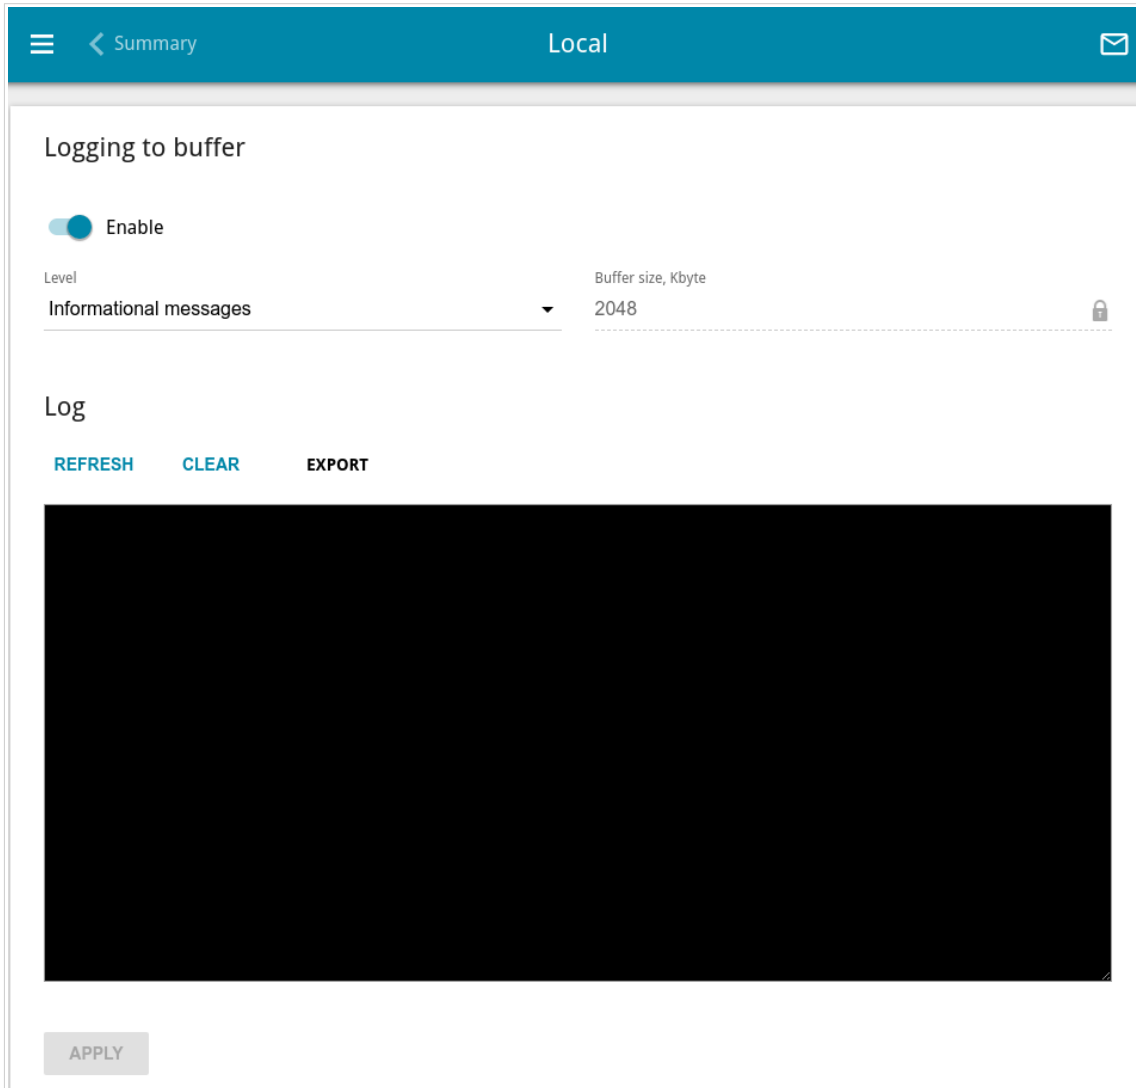 Summary
Local
Logging to buffer
Enable
Level
Buffer size, Kbyte
Informational messages
2048
Log
REFRESH CLEAR EXPORT
APPLY